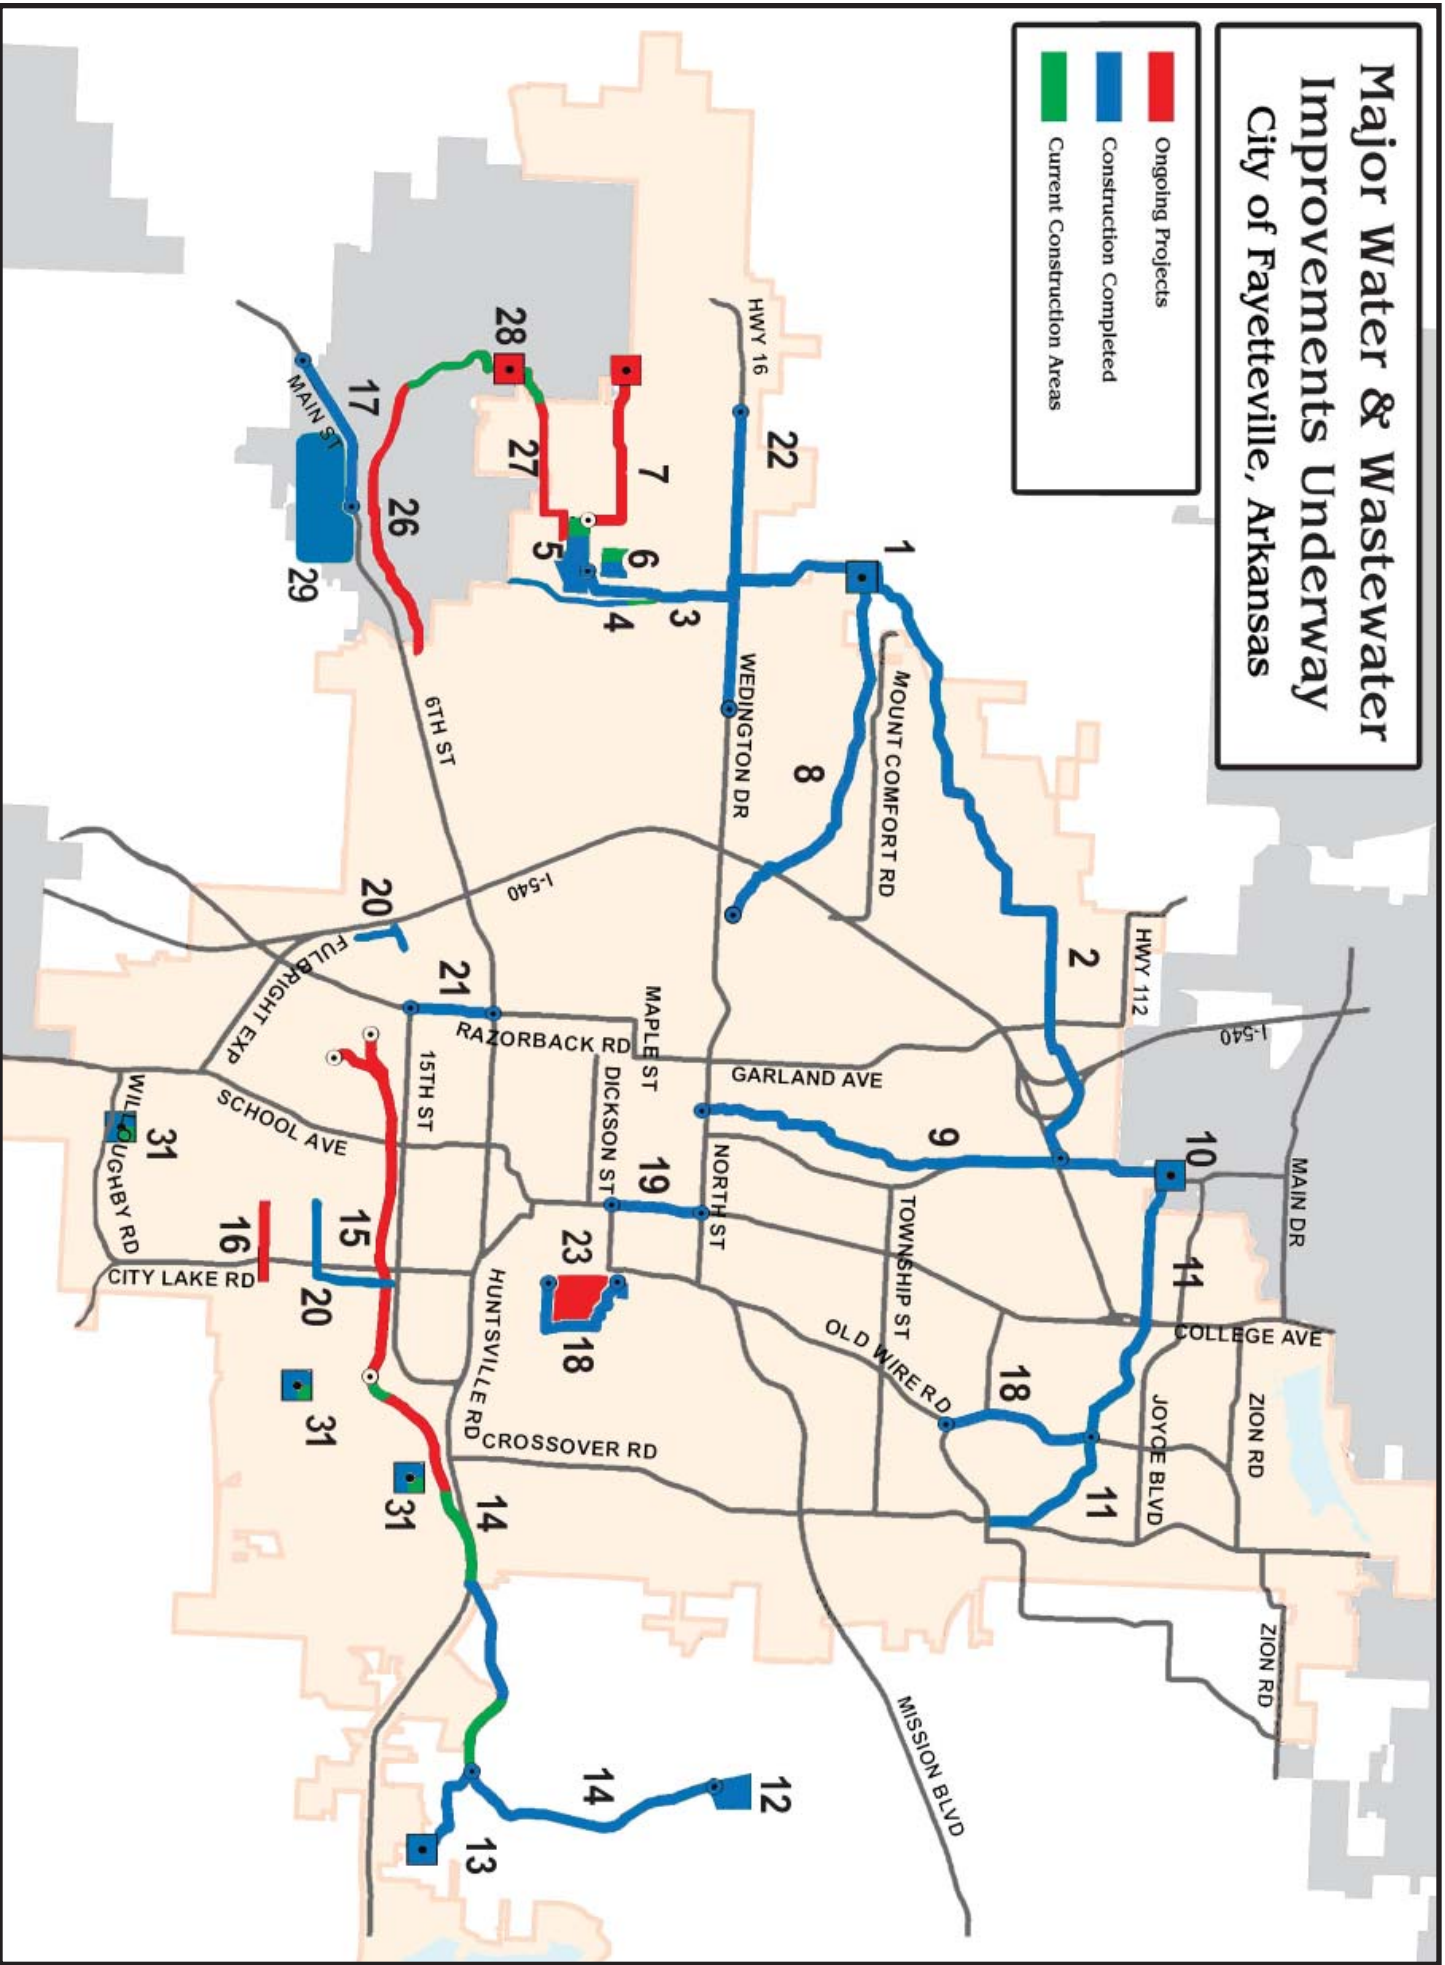 Major Water & Wastewater
Improvements Underway
City of Fayetteville, Arkansas
Ongoing Projects
Construction Completed
Current Construction Areas
MAIN DR
ZION RD
ZION RD
I-540
HWY 112
10
11
COLLEGE AVE
JOYCE BLVD
11
2
18
9
1
MOUNT COMFORT RD
TOWNSHIP ST
OLD WIRE RD
MISSION BLVD
8
22
HWY 16
WEDINGTON DR
GARLAND AVE
NORTH ST
12
7
6
3
4
5
MAPLE ST
19
DICKSON ST
RAZORBACK RD
CROSSOVER RD
23
18
14
28
27
I-540
HUNTSVILLE RD
14
13
21
6TH ST
15TH ST
26
17
MAIN ST
29
20
FULBRIGHT EXP
SCHOOL AVE
15
16
20
31
31
31
WILLOUGHBY RD
CITY LAKE RD